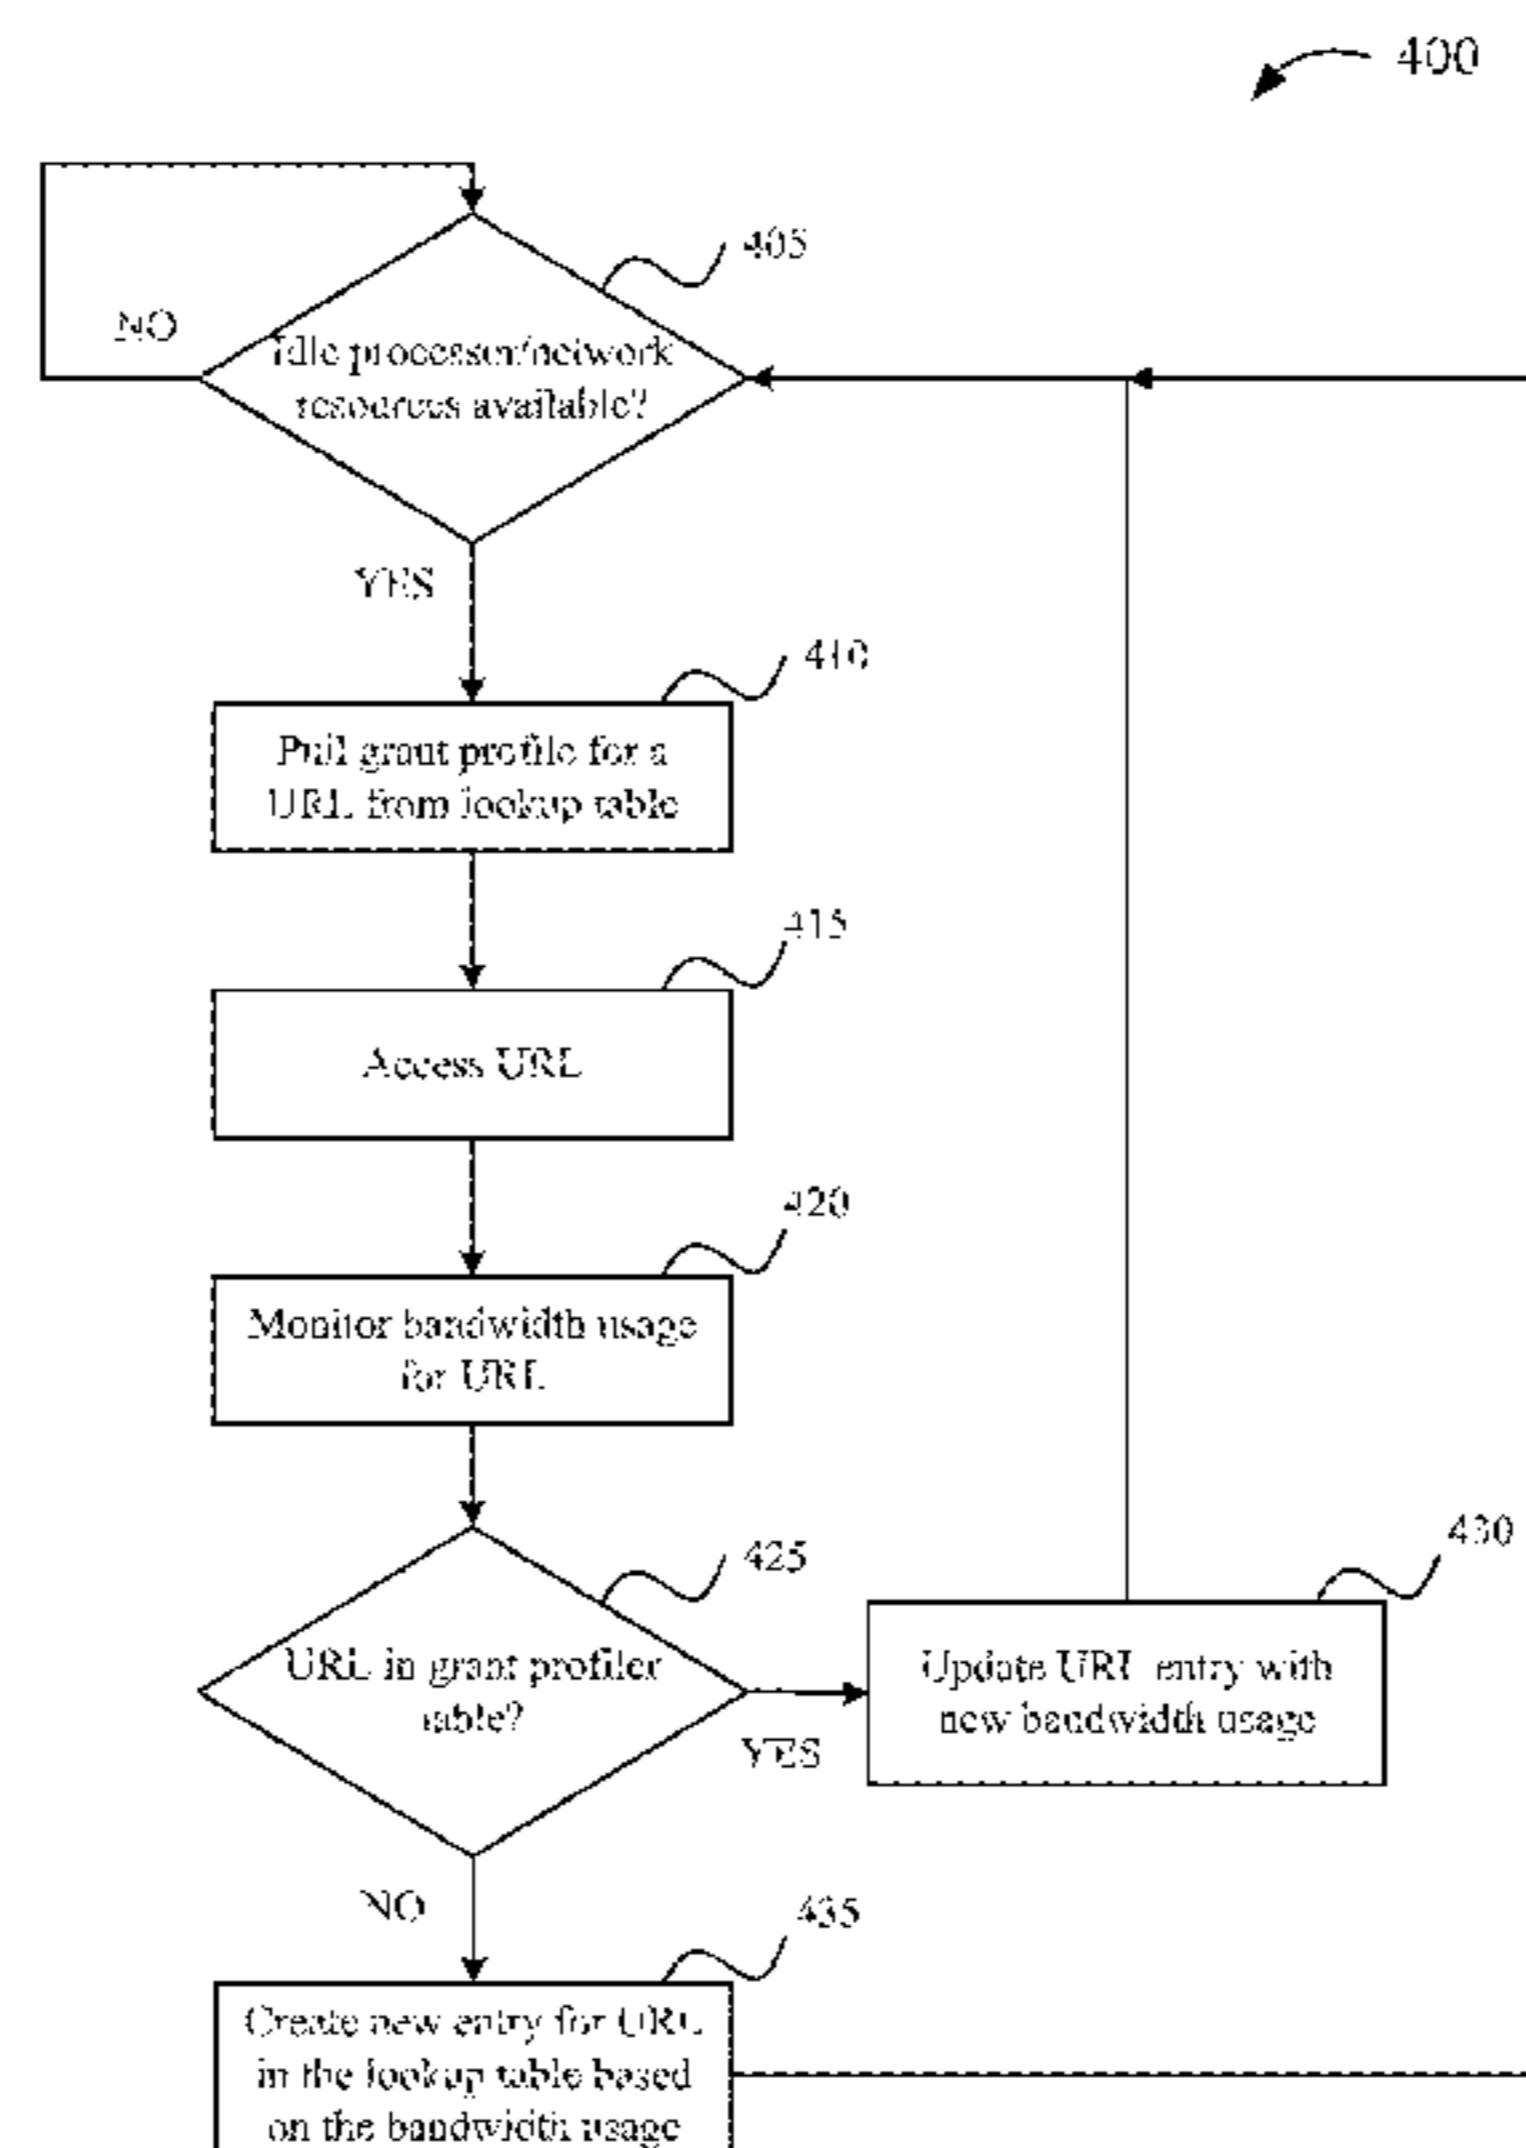 400
405
NO
Idle processor/network
resources available?
YES
410
Pull grant profile for a
URL from lookup table
415
Access URL
420
Monitor bandwidth usage
for URL
425
430
URL in grant profiler
table?
YES
Update URL entry with
new bandwidth usage
NO
435
Create new entry for URL
in the lookup table based
on the bandwidth usage